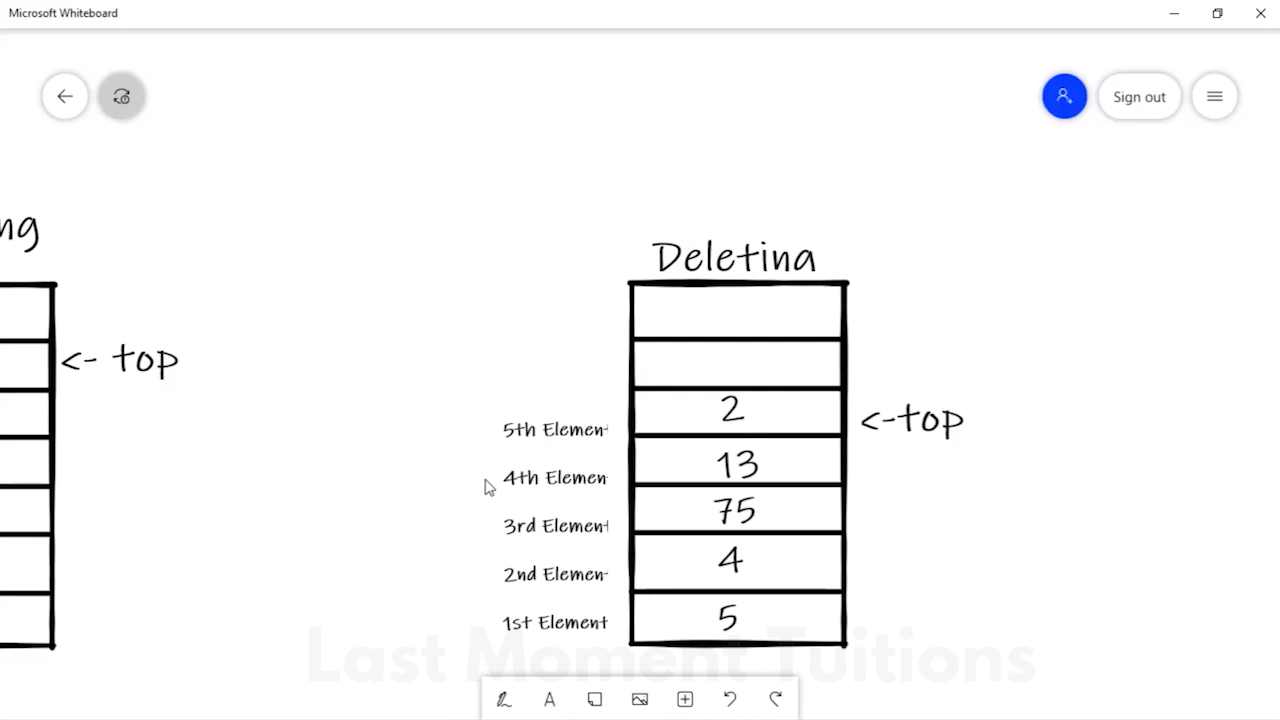 Microsoft Whiteboard
Sign out
ng
Deletina
<- top
2
<-top
5th Elemen
13
4th Elemen
75
3rd Element
4
2nd Elemen
5
1st Element
Last Moment Tuitions